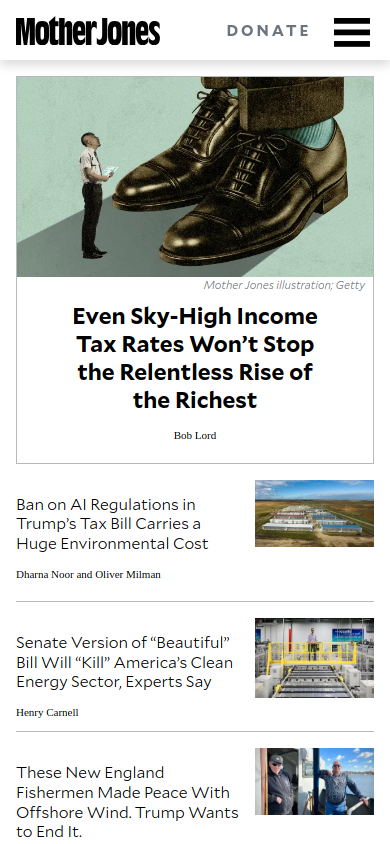 Mother Jones
DONATE
Mother Jones illustration; Getty
Even Sky-High Income
Tax Rates Won’t Stop
the Relentless Rise of
the Richest
Bob Lord
Ban on AI Regulations in
Trump’s Tax Bill Carries a
Huge Environmental Cost
Dharna Noor and Oliver Milman
Senate Version of “Beautiful”
Bill Will “Kill” America’s Clean
Energy Sector, Experts Say
Henry Carnell
These New England
Fishermen Made Peace With
Offshore Wind. Trump Wants
to End It.